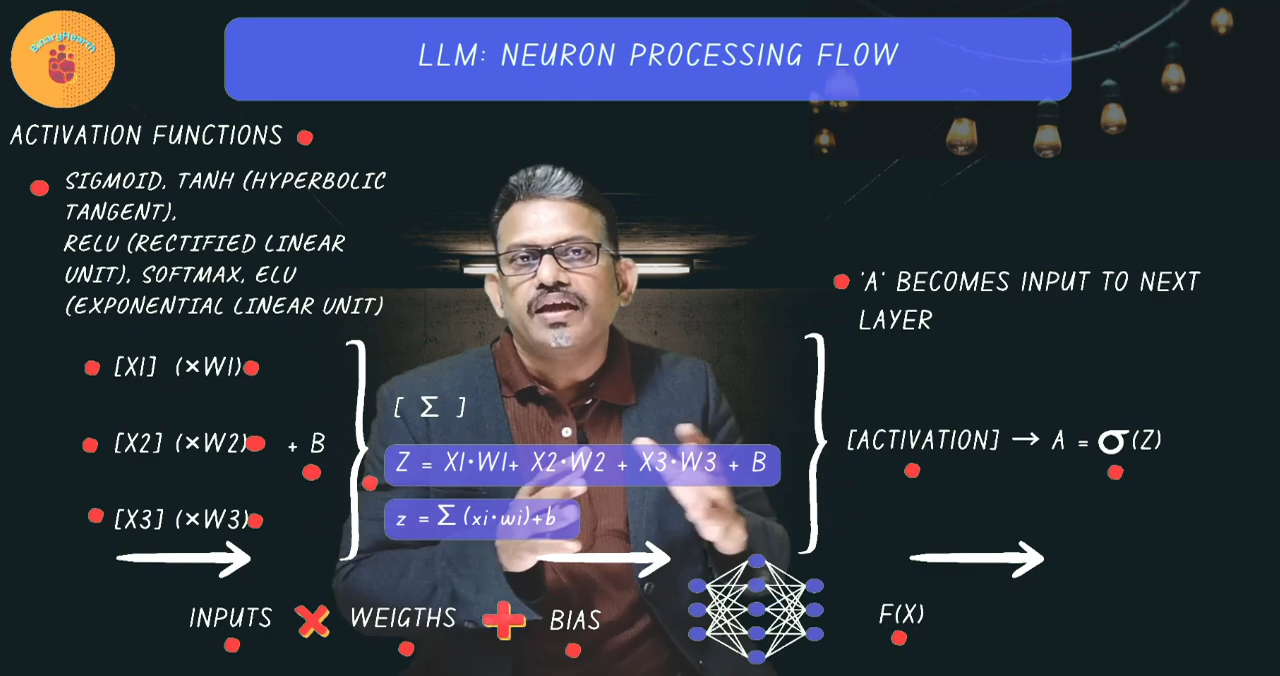 BinaryHearth
LLM: NEURON PROCESSING FLOW
ACTIVATION FUNCTIONS
SIGMOID, TANH (HYPERBOLIC
TANGENT),
RELU (RECTIFIED LINEAR
UNIT), SOFTMAX, ELU
(EXPONENTIAL LINEAR UNIT)
[X1] (×W1)
[X2] (×W2) + B
[X3] (×W3)
[ Σ ]
Z = X1·W1+ X2·W2 + X3·W3 + B
z = Σ (xi·wi)+b
'A' BECOMES INPUT TO NEXT
LAYER
[ACTIVATION] → A = σ(Z)
INPUTS × WEIGTHS + BIAS
F(X)